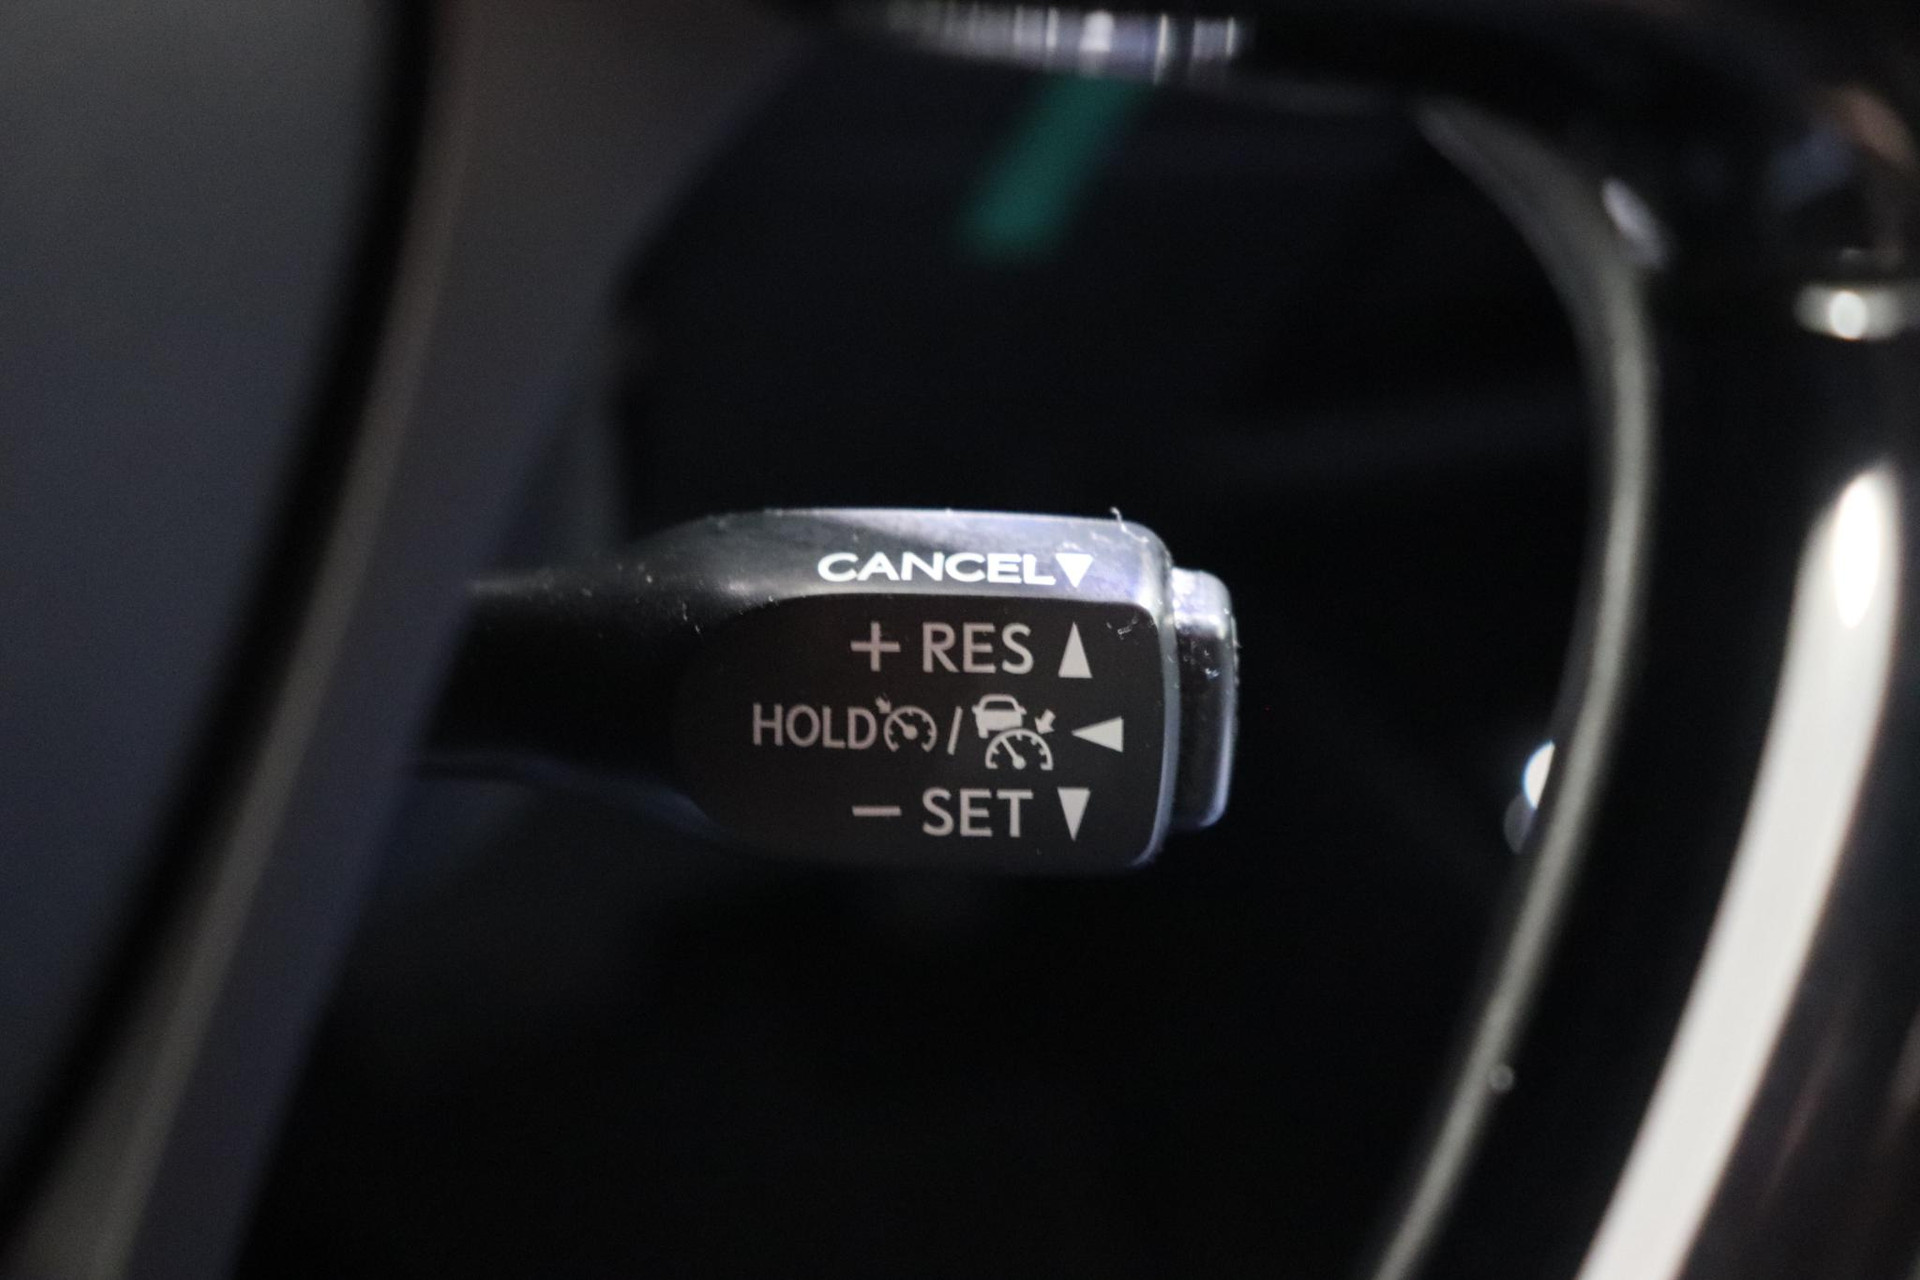 CANCEL▼
+ RES ▲
HOLD / ◀
− SET ▼